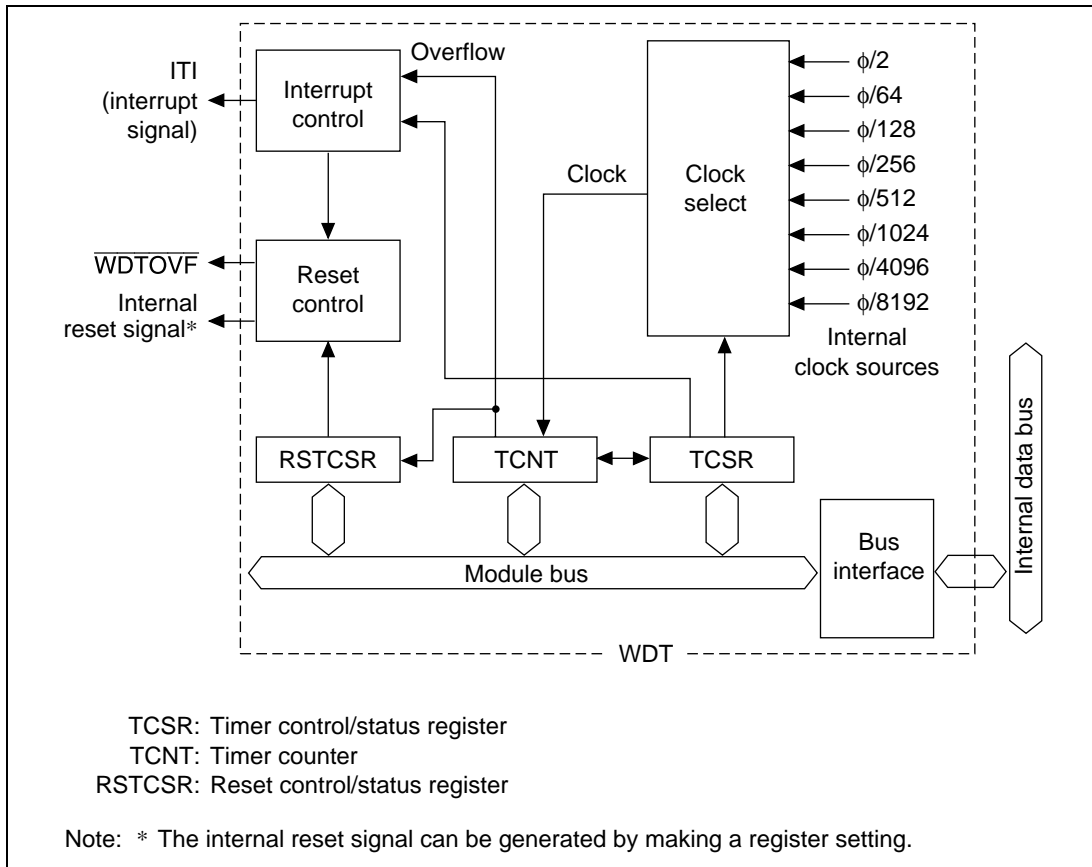 ITI
(interrupt
signal)
Interrupt
control
Overflow
Clock
Clock
select
ϕ/2
ϕ/64
ϕ/128
ϕ/256
ϕ/512
ϕ/1024
ϕ/4096
ϕ/8192
Internal
clock sources
WDTOVF
Internal
reset signal*
Reset
control
RSTCSR
TCNT
TCSR
Module bus
Bus
interface
Internal data bus
WDT
TCSR: Timer control/status register
TCNT: Timer counter
RSTCSR: Reset control/status register
Note: * The internal reset signal can be generated by making a register setting.